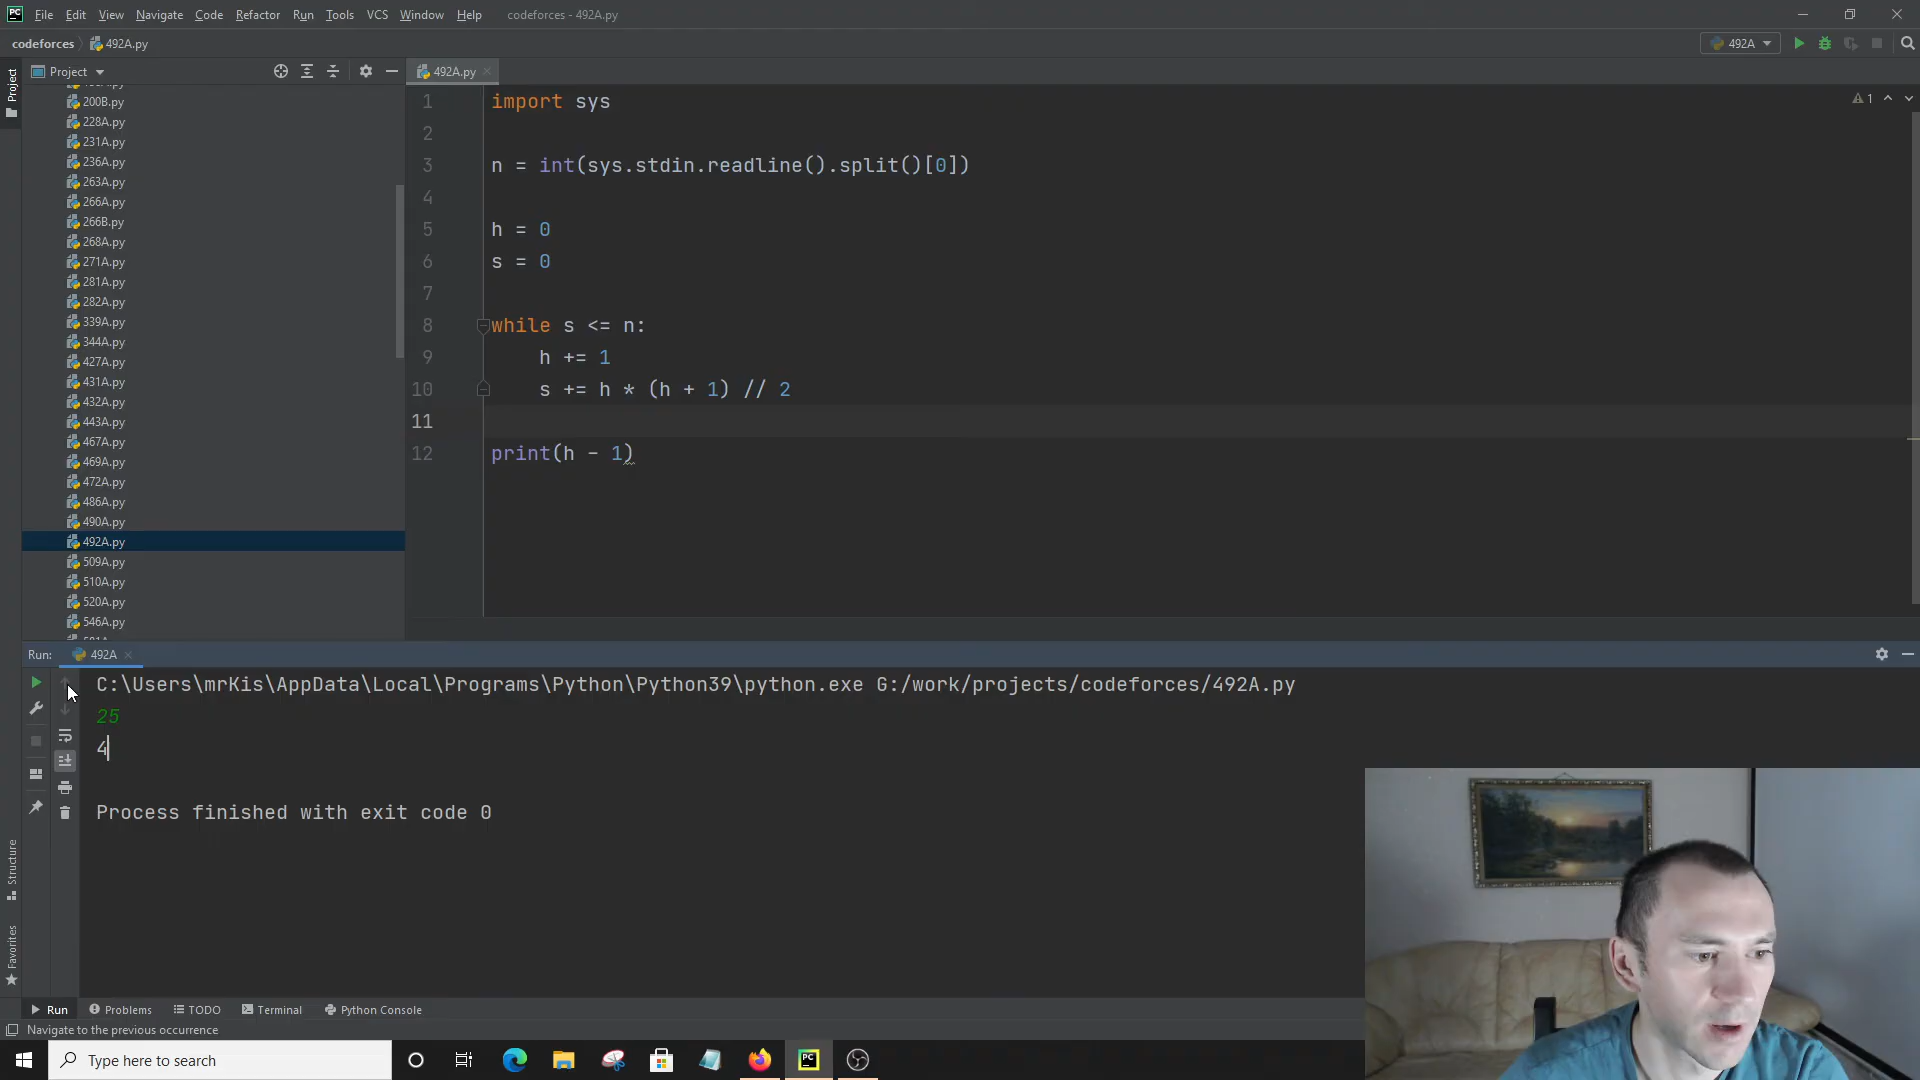 PC File Edit View Navigate Code Refactor Run Tools VCS Window Help codeforces - 492A.py
codeforces 492A.py 492A
Project
Project
200B.py
228A.py
231A.py
236A.py
263A.py
266A.py
266B.py
268A.py
271A.py
281A.py
282A.py
339A.py
344A.py
427A.py
431A.py
432A.py
443A.py
467A.py
469A.py
472A.py
486A.py
490A.py
492A.py
509A.py
510A.py
520A.py
546A.py
492A.py
1
1 import sys
2
3 n = int(sys.stdin.readline().split()[0])
4
5 h = 0
6 s = 0
7
8 while s <= n:
9 h += 1
10 s += h * (h + 1) // 2
11
12 print(h - 1)
Run: 492A
C:\Users\mrKis\AppData\Local\Programs\Python\Python39\python.exe G:/work/projects/codeforces/492A.py
25
4
Process finished with exit code 0
Structure
Favorites
Run Problems TODO Terminal Python Console
Navigate to the previous occurrence
Type here to search PC